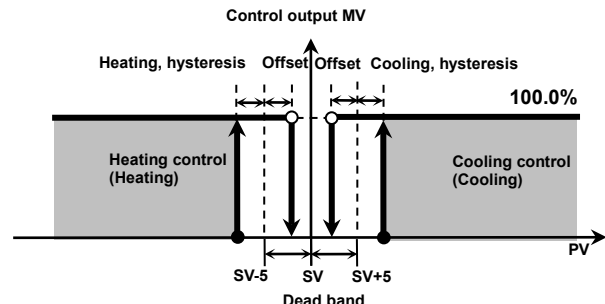 Control output MV
Heating, hysteresis Offset Offset Cooling, hysteresis
100.0%
Heating control
(Heating)
Cooling control
(Cooling)
PV
SV-5 SV SV+5
Dead band